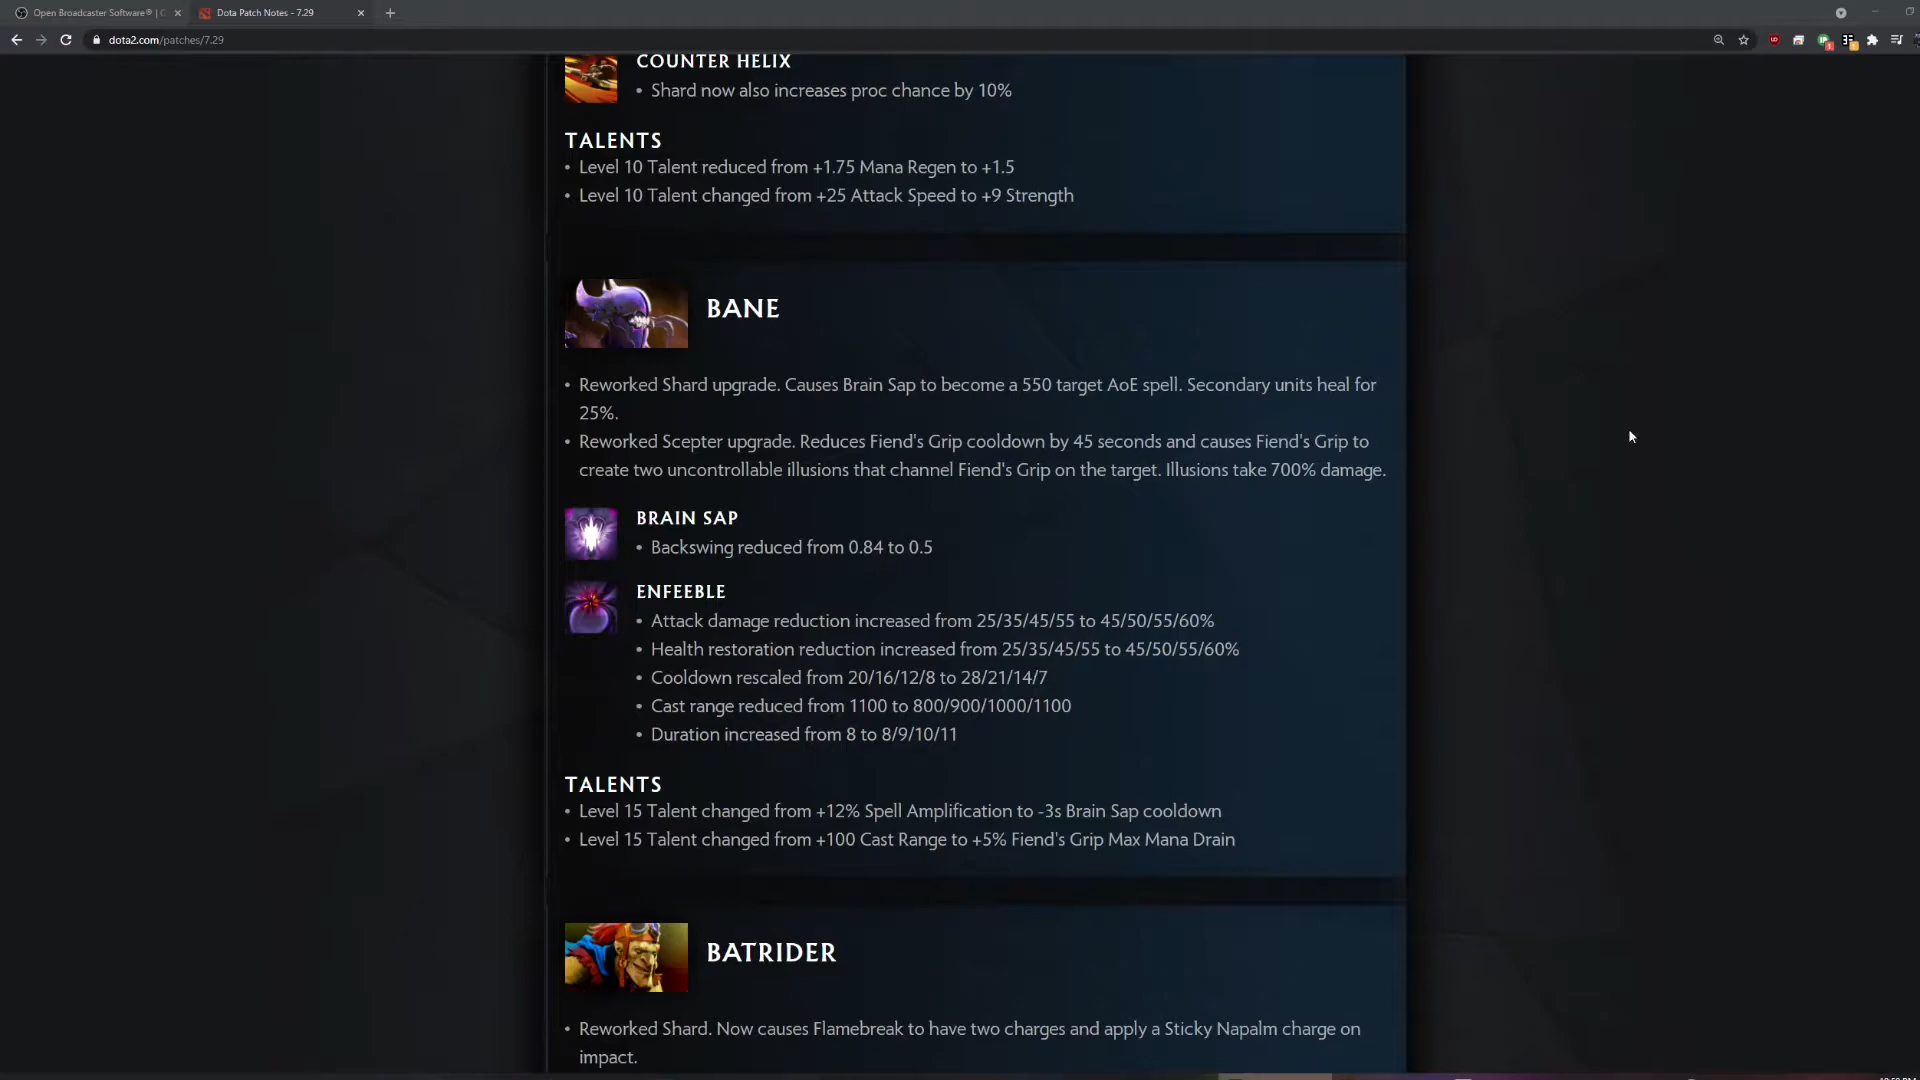 Open Broadcaster Software® | 
Dota Patch Notes - 7.29
dota2.com/patches/7.29
COUNTER HELIX
• Shard now also increases proc chance by 10%
TALENTS
• Level 10 Talent reduced from +1.75 Mana Regen to +1.5
• Level 10 Talent changed from +25 Attack Speed to +9 Strength
BANE
• Reworked Shard upgrade. Causes Brain Sap to become a 550 target AoE spell. Secondary units heal for
25%.
• Reworked Scepter upgrade. Reduces Fiend's Grip cooldown by 45 seconds and causes Fiend's Grip to
create two uncontrollable illusions that channel Fiend's Grip on the target. Illusions take 700% damage.
BRAIN SAP
• Backswing reduced from 0.84 to 0.5
ENFEEBLE
• Attack damage reduction increased from 25/35/45/55 to 45/50/55/60%
• Health restoration reduction increased from 25/35/45/55 to 45/50/55/60%
• Cooldown rescaled from 20/16/12/8 to 28/21/14/7
• Cast range reduced from 1100 to 800/900/1000/1100
• Duration increased from 8 to 8/9/10/11
TALENTS
• Level 15 Talent changed from +12% Spell Amplification to -3s Brain Sap cooldown
• Level 15 Talent changed from +100 Cast Range to +5% Fiend's Grip Max Mana Drain
BATRIDER
• Reworked Shard. Now causes Flamebreak to have two charges and apply a Sticky Napalm charge on
impact.